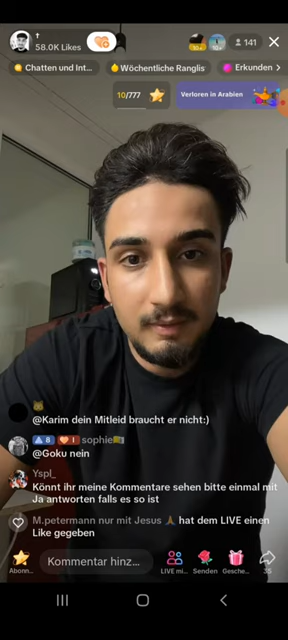 †
58.0K Likes
141
Chatten und Int...
Wöchentliche Ranglis
Erkunden >
10/777
Verloren in Arabien
@Karim dein Mitleid braucht er nicht:)
8 1 sophie
@Goku nein
Yspl_
Könnt ihr meine Kommentare sehen bitte einmal mit
Ja antworten falls es so ist
M.petermann nur mit Jesus 🙏🏽 hat dem LIVE einen
Like gegeben
Kommentar hinz...
Abonn..
LIVE mi...
Senden
Gesche...
35